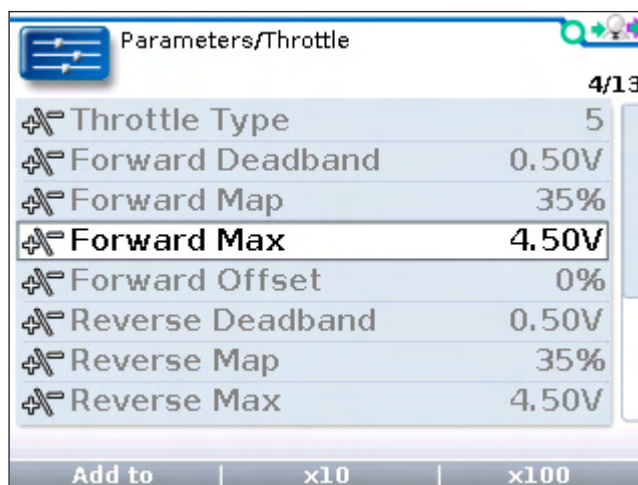 Parameters/Throttle
4/13
Throttle Type 5
Forward Deadband 0.50V
Forward Map 35%
Forward Max 4.50V
Forward Offset 0%
Reverse Deadband 0.50V
Reverse Map 35%
Reverse Max 4.50V
Add to | x10 | x100